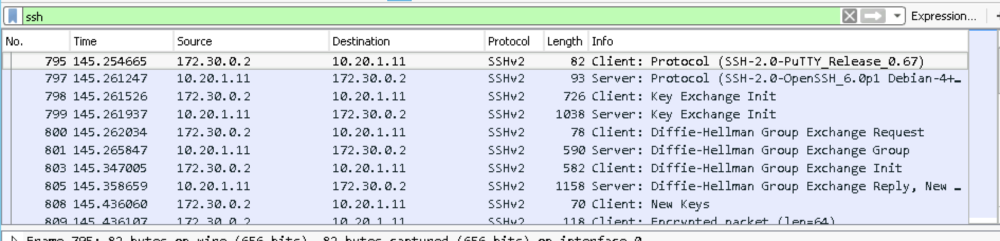 ssh Expression...
No. Time Source Destination Protocol Length Info
795 145.254665 172.30.0.2 10.20.1.11 SSHv2 82 Client: Protocol (SSH-2.0-PuTTY_Release_0.67)
797 145.261247 10.20.1.11 172.30.0.2 SSHv2 93 Server: Protocol (SSH-2.0-OpenSSH_6.0p1 Debian-4+…
798 145.261526 172.30.0.2 10.20.1.11 SSHv2 726 Client: Key Exchange Init
799 145.261937 10.20.1.11 172.30.0.2 SSHv2 1038 Server: Key Exchange Init
800 145.262034 172.30.0.2 10.20.1.11 SSHv2 78 Client: Diffie-Hellman Group Exchange Request
801 145.265847 10.20.1.11 172.30.0.2 SSHv2 590 Server: Diffie-Hellman Group Exchange Group
803 145.347005 172.30.0.2 10.20.1.11 SSHv2 582 Client: Diffie-Hellman Group Exchange Init
805 145.358659 10.20.1.11 172.30.0.2 SSHv2 1158 Server: Diffie-Hellman Group Exchange Reply, New …
808 145.436060 172.30.0.2 10.20.1.11 SSHv2 70 Client: New Keys
809 145.436107 172.30.0.2 10.20.1.11 SSHv2 118 Client: Encrypted packet (len=64)
Frame 795: 82 bytes on wire (656 bits), 82 bytes captured (656 bits) on interface 0